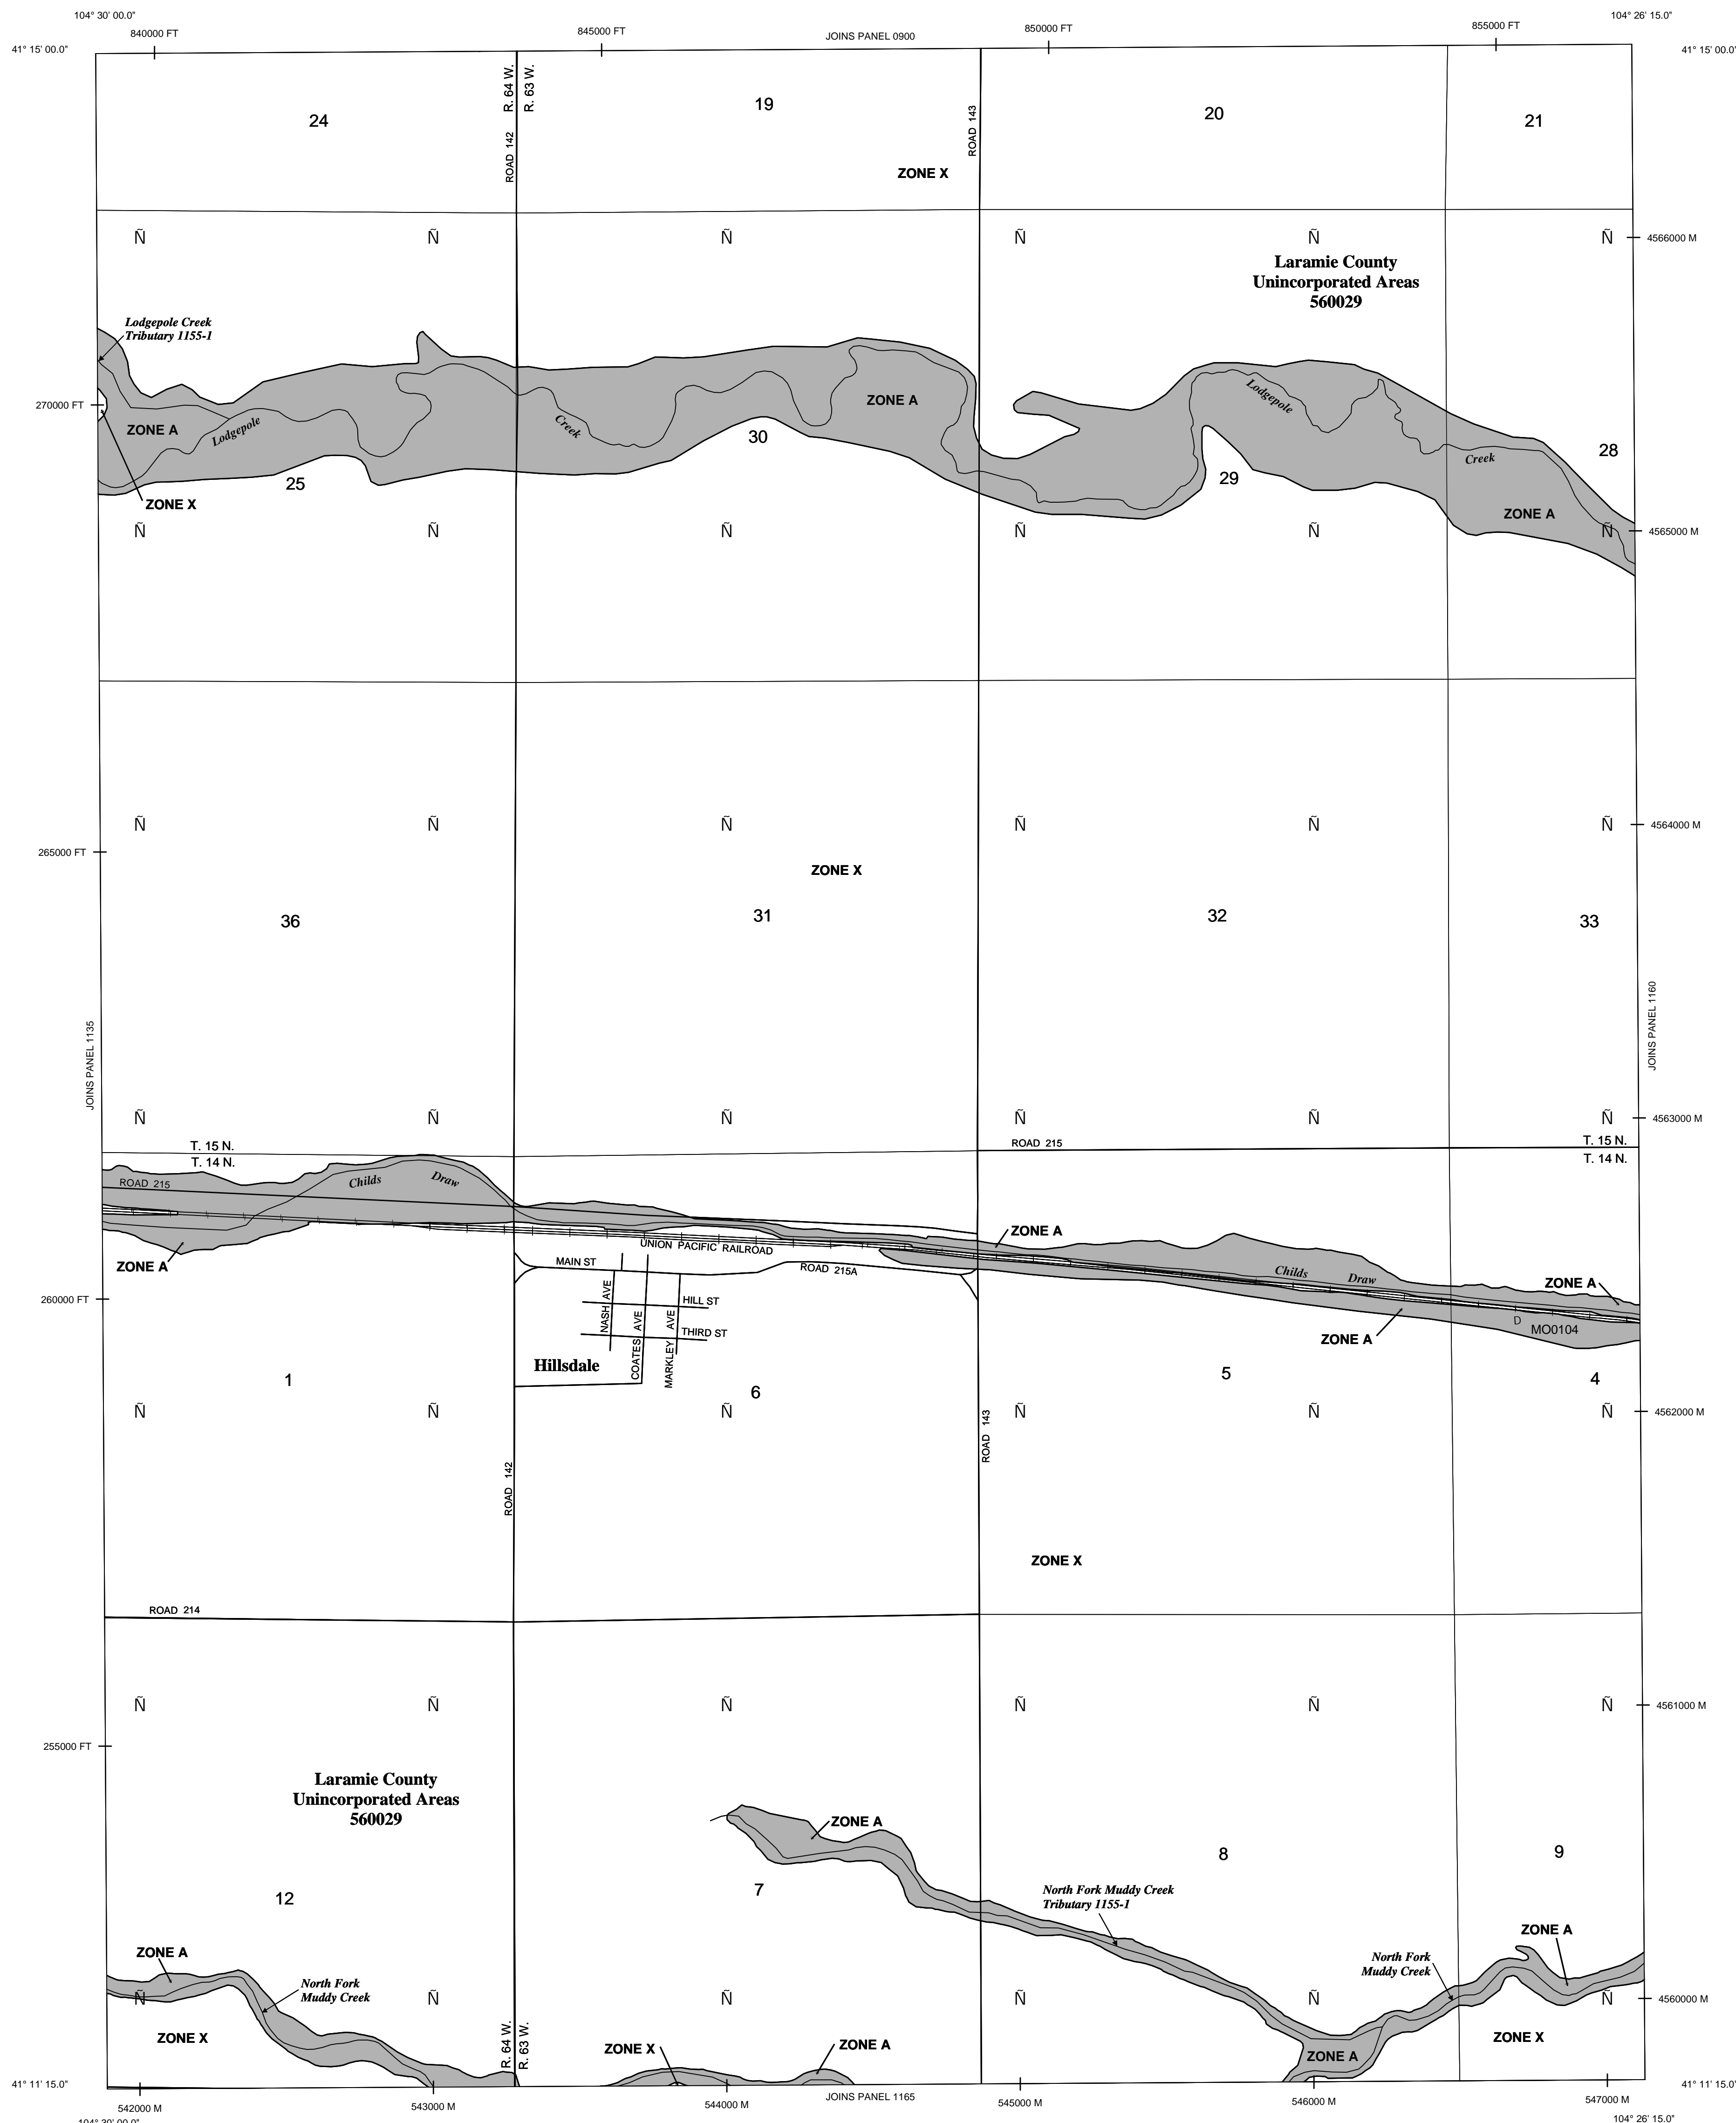 104° 30' 00.0"
104° 26' 15.0"
840000 FT
845000 FT
JOINS PANEL 0900
850000 FT
855000 FT
41° 15' 00.0"
41° 15' 00.0"
R. 64 W.
R. 63 W.
ROAD 142
ROAD 143
24
19
20
21
ZONE X
Ñ Ñ Ñ Ñ Ñ Ñ
4566000 M
Laramie County
Unincorporated Areas
560029
Lodgepole Creek
Tributary 1155-1
270000 FT
ZONE A
Lodgepole
Creek
ZONE A
Lodgepole
Creek
30
28
29
25
ZONE X
ZONE A
Ñ Ñ Ñ Ñ Ñ Ñ
4565000 M
Ñ Ñ Ñ Ñ Ñ Ñ
4564000 M
265000 FT
ZONE X
36
31
32
33
JOINS PANEL 1135
JOINS PANEL 1160
Ñ Ñ Ñ Ñ Ñ Ñ
4563000 M
T. 15 N.
T. 14 N.
ROAD 215
T. 15 N.
T. 14 N.
ROAD 215
Childs
Draw
ZONE A
ZONE A
UNION PACIFIC RAILROAD
MAIN ST
ROAD 215A
Childs
Draw
ZONE A
260000 FT
NASH AVE
COATES AVE
MARKLEY AVE
HILL ST
THIRD ST
ZONE A
D
MO0104
Hillsdale
1
6
5
4
Ñ Ñ Ñ Ñ Ñ Ñ
4562000 M
ROAD 142
ROAD 143
ZONE X
ROAD 214
Ñ Ñ Ñ Ñ Ñ Ñ
4561000 M
255000 FT
Laramie County
Unincorporated Areas
560029
ZONE A
8
9
7
12
North Fork Muddy Creek
Tributary 1155-1
ZONE A
ZONE A
North Fork
Muddy Creek
North Fork
Muddy Creek
Ñ Ñ Ñ Ñ Ñ Ñ
4560000 M
ZONE X
R. 64 W.
R. 63 W.
ZONE X
ZONE A
ZONE A
ZONE X
41° 11' 15.0"
41° 11' 15.0"
JOINS PANEL 1165
542000 M
543000 M
544000 M
545000 M
546000 M
547000 M
104° 30' 00.0"
104° 26' 15.0"